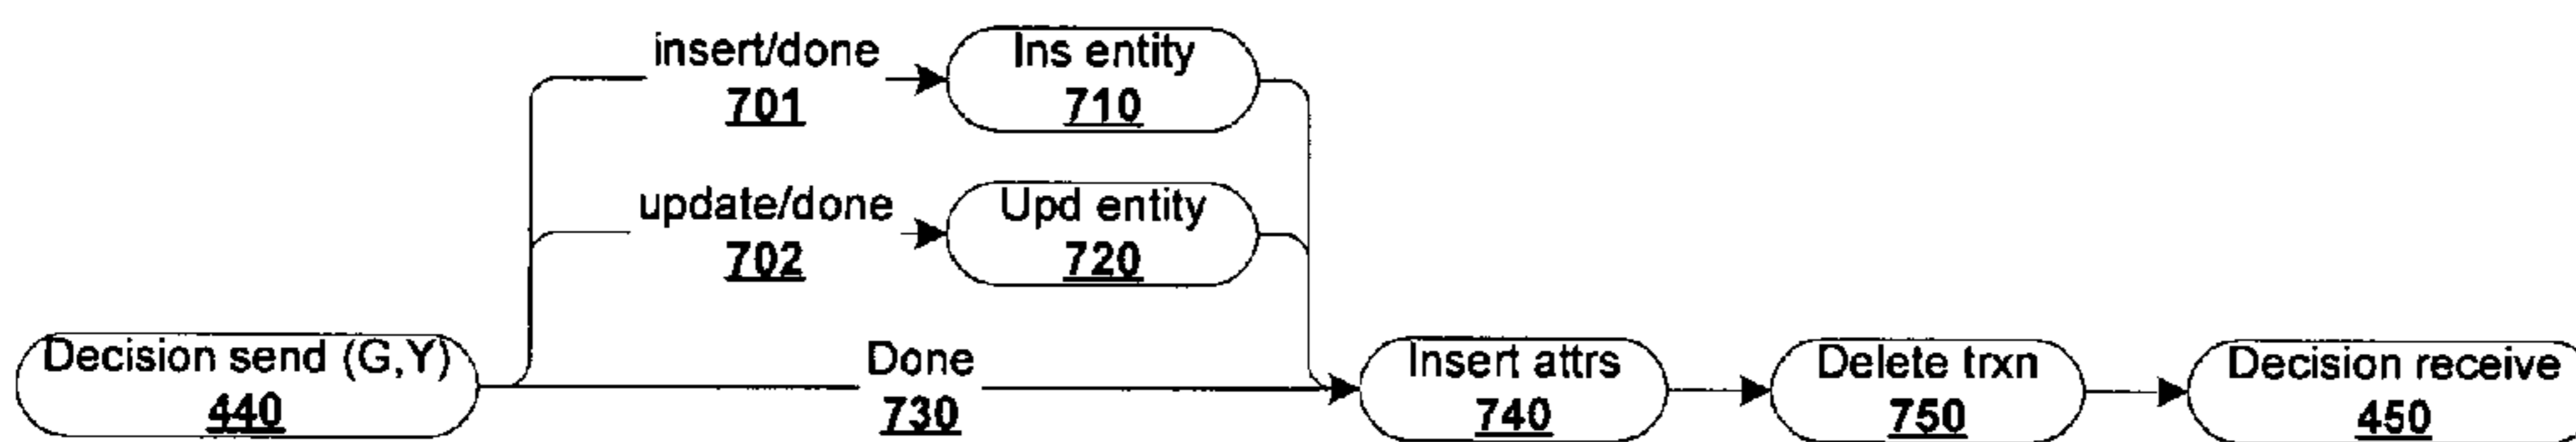 insert/done
701
Ins entity
710
update/done
702
Upd entity
720
Decision send (G,Y)
440
Done
730
Insert attrs
740
Delete trxn
750
Decision receive
450